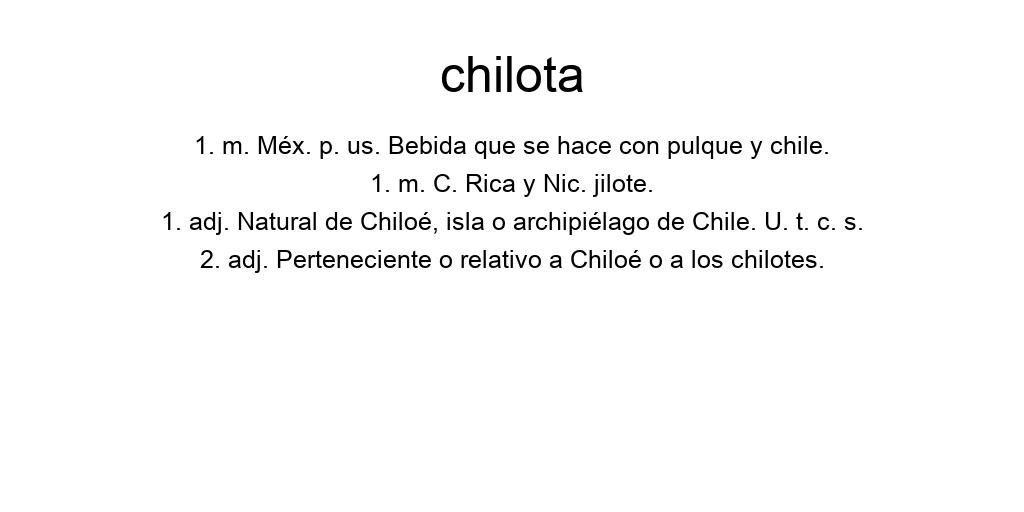 chilota
1. m. Méx. p. us. Bebida que se hace con pulque y chile.
1. m. C. Rica y Nic. jilote.
1. adj. Natural de Chiloé, isla o archipiélago de Chile. U. t. c. s.
2. adj. Perteneciente o relativo a Chiloé o a los chilotes.